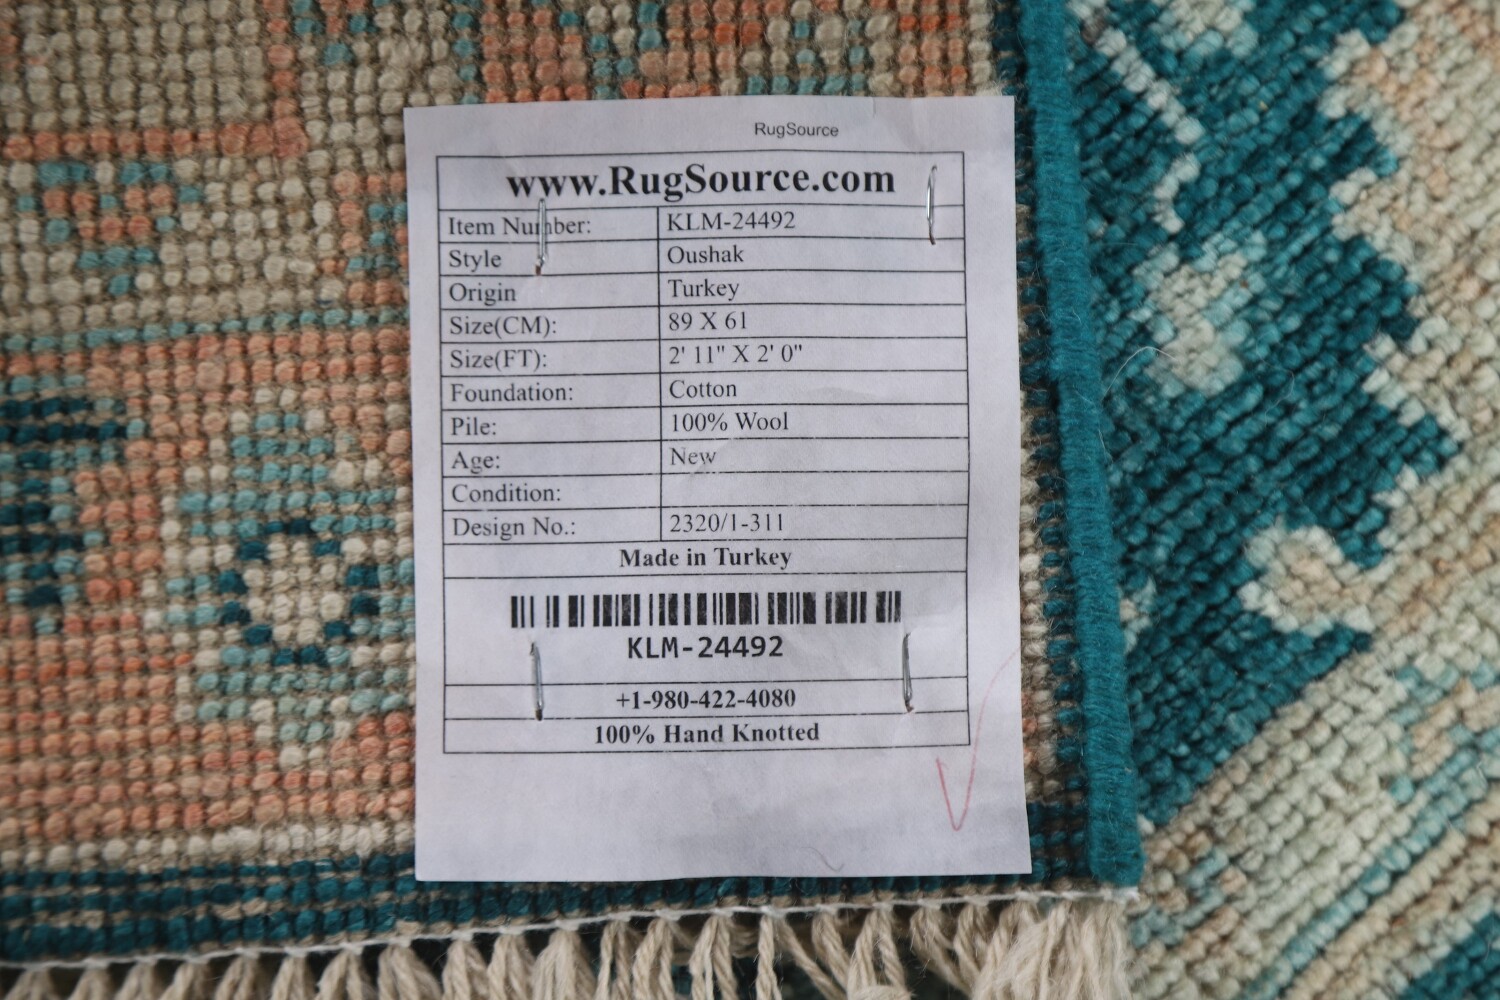 RugSource
www.RugSource.com
Item Number: KLM-24492
Style Oushak
Origin Turkey
Size(CM): 89 X 61
Size(FT): 2' 11" X 2' 0"
Foundation: Cotton
Pile: 100% Wool
Age: New
Condition:
Design No.: 2320/1-311
Made in Turkey
KLM-24492
+1-980-422-4080
100% Hand Knotted